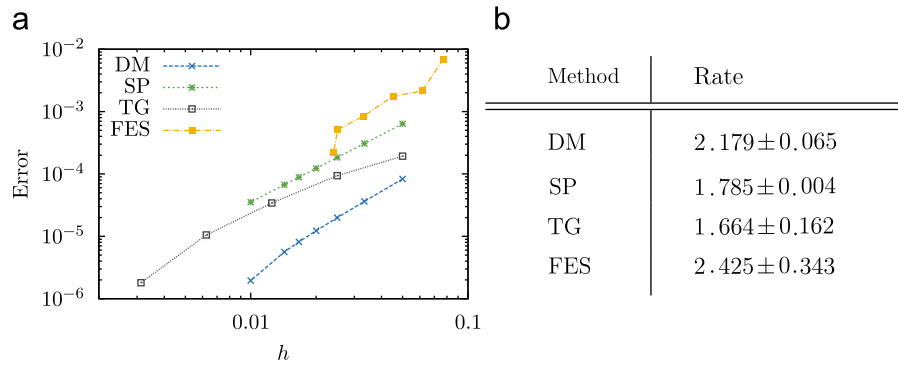 a
10⁻²
10⁻³
10⁻⁴
10⁻⁵
10⁻⁶
Error
DM
SP
TG
FES
0.01
0.1
h
b
Method Rate
DM 2.179±0.065
SP 1.785±0.004
TG 1.664±0.162
FES 2.425±0.343